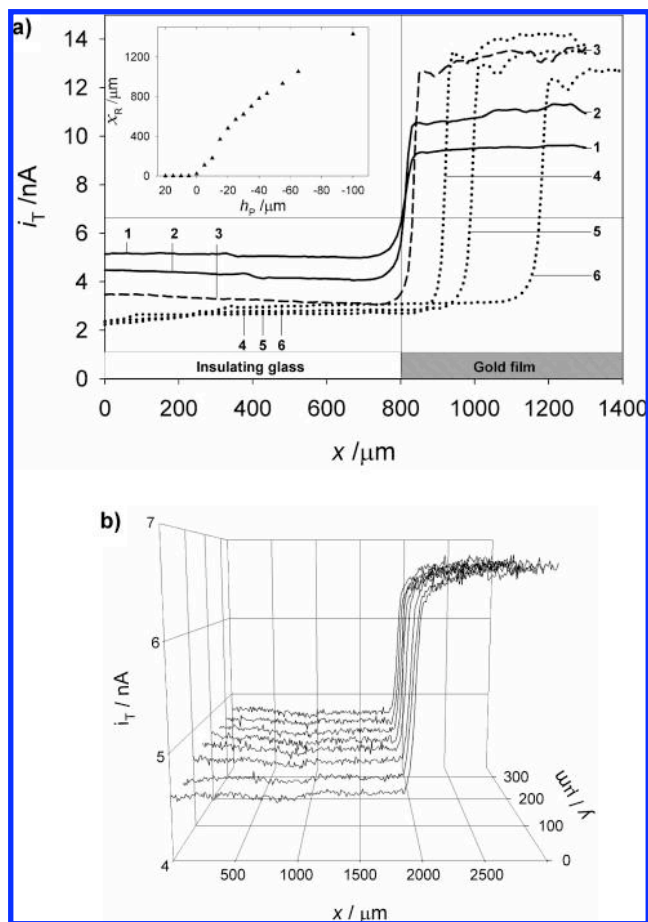 a)
14
12
10
8
6
4
2
0
i_T /nA
1200
800
400
0
x_R /µm
20 0 -20 -40 -60 -80 -100
h_P /µm
3
2
1
4
5
6
1 2 3
4 5 6
Insulating glass Gold film
0 200 400 600 800 1000 1200 1400
x /µm
b)
7
6
5
4
i_T / nA
300
200
100
0
y / µm
500 1000 1500 2000 2500
x / µm